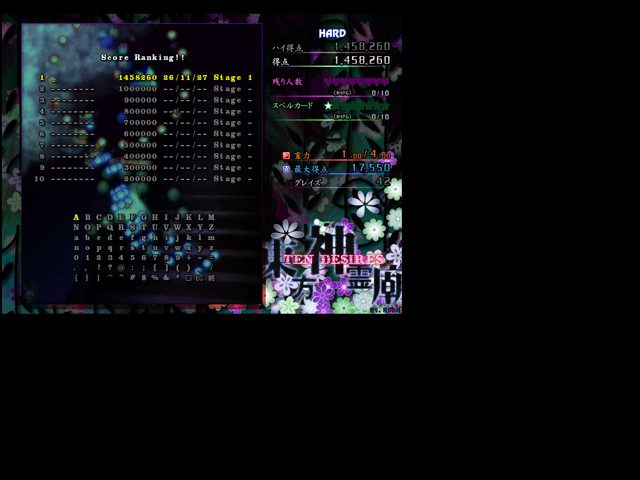 Score Ranking!!
1 _ 1458260 26/11/27 Stage 1
2 -------- 1000000 --/--/-- Stage -
3 -------- 900000 --/--/-- Stage -
4 -------- 800000 --/--/-- Stage -
5 -------- 700000 --/--/-- Stage -
6 -------- 600000 --/--/-- Stage -
7 -------- 500000 --/--/-- Stage -
8 -------- 400000 --/--/-- Stage -
9 -------- 300000 --/--/-- Stage -
10 -------- 200000 --/--/-- Stage -
A B C D E F G H I J K L M
N O P Q R S T U V W X Y Z
a b c d e f g h i j k l m
n o p q r s t u v w x y z
0 1 2 3 4 5 6 7 8 9 + - =
. , ! ? @ : ; [ ] ( ) _ /
{ } | ~ ^ # $ % & *
終
HARD
ハイ得点 1,458,260
得点 1,458,260
残り人数
0/10
スペルカード
0/10
霊力 1.00/4.00
最大得点 17,550
グレイズ 42
東方神霊廟
TEN DESIRES